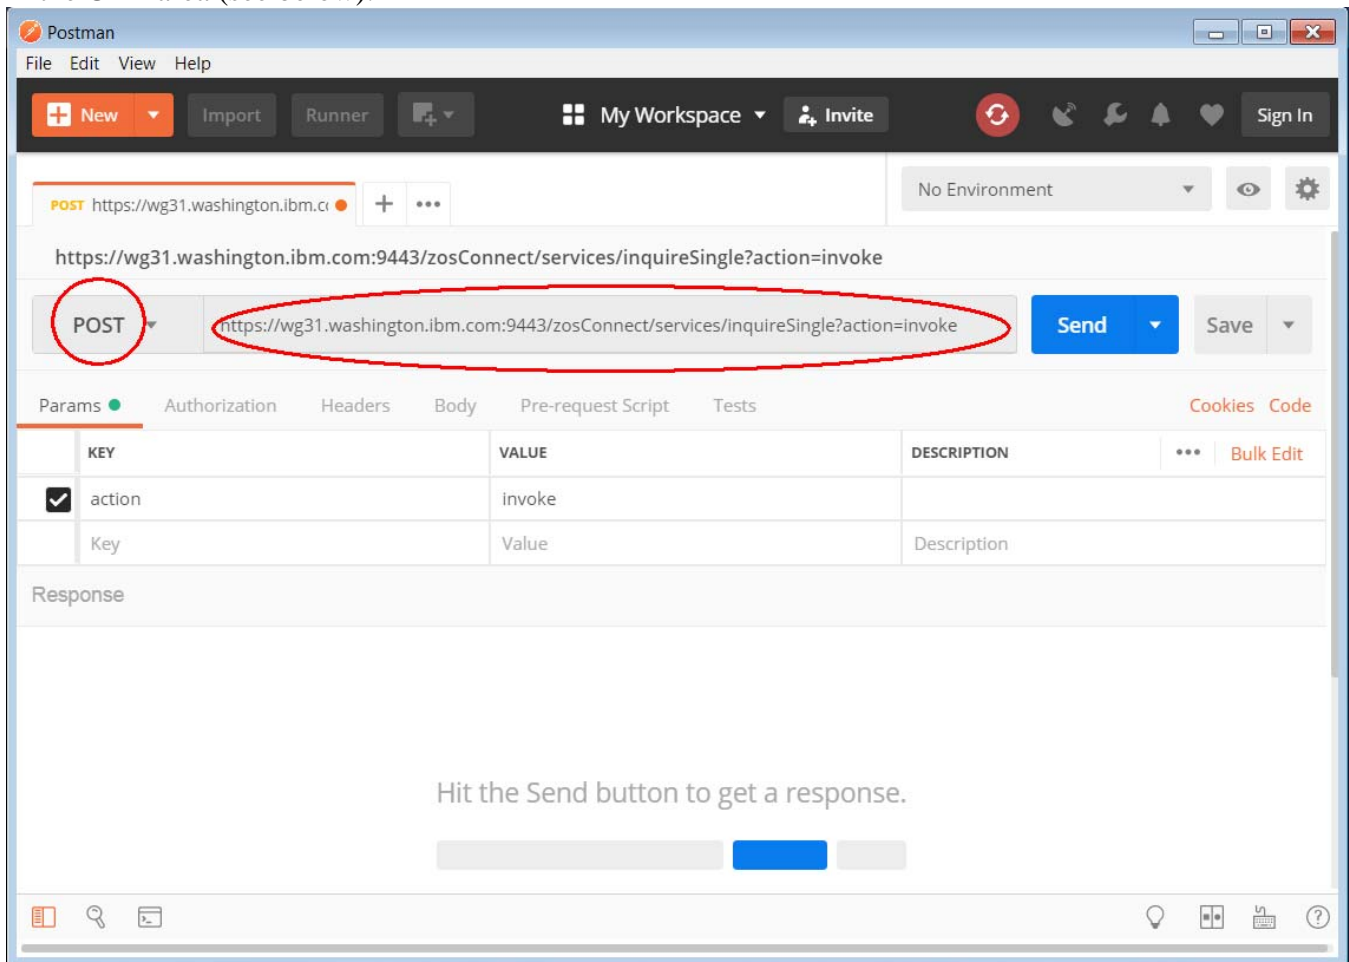 Postman
File Edit View Help
New Import Runner My Workspace Invite Sign In
No Environment
POST https://wg31.washington.ibm.cc
https://wg31.washington.ibm.com:9443/zosConnect/services/inquireSingle?action=invoke
POST https://wg31.washington.ibm.com:9443/zosConnect/services/inquireSingle?action=invoke Send Save
Params Authorization Headers Body Pre-request Script Tests Cookies Code
KEY VALUE DESCRIPTION ••• Bulk Edit
action invoke
Key Value Description
Response
Hit the Send button to get a response.